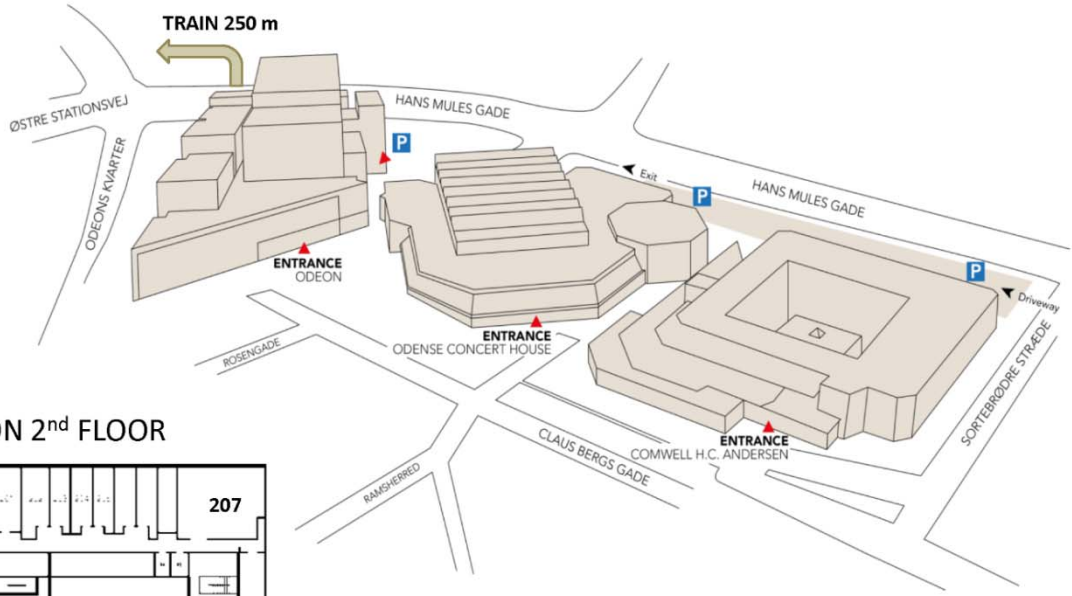 TRAIN 250 m
ØSTRE STATIONSVEJ
HANS MULES GADE
P
ODEONS KVARTER
Exit
P
HANS MULES GADE
P
Driveway
ENTRANCE
ODEON
ENTRANCE
ODENSE CONCERT HOUSE
ROSENGADE
SORTEBRØDRE STRÆDE
ENTRANCE
COMWELL H.C. ANDERSEN
CLAUS BERGS GADE
RAMSHERRED
2nd FLOOR
207